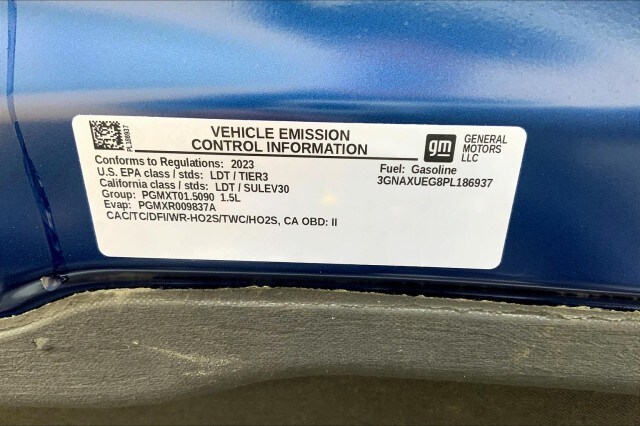 PL186937
VEHICLE EMISSION
CONTROL INFORMATION
gm
GENERAL
MOTORS
LLC
Conforms to Regulations: 2023
U.S. EPA class / stds: LDT / TIER3
California class / stds: LDT / SULEV30
Group: PGMXT01.5090 1.5L
Evap: PGMXR009837A
CAC/TC/DFI/WR-HO2S/TWC/HO2S, CA OBD: II
Fuel: Gasoline
3GNAXUEG8PL186937